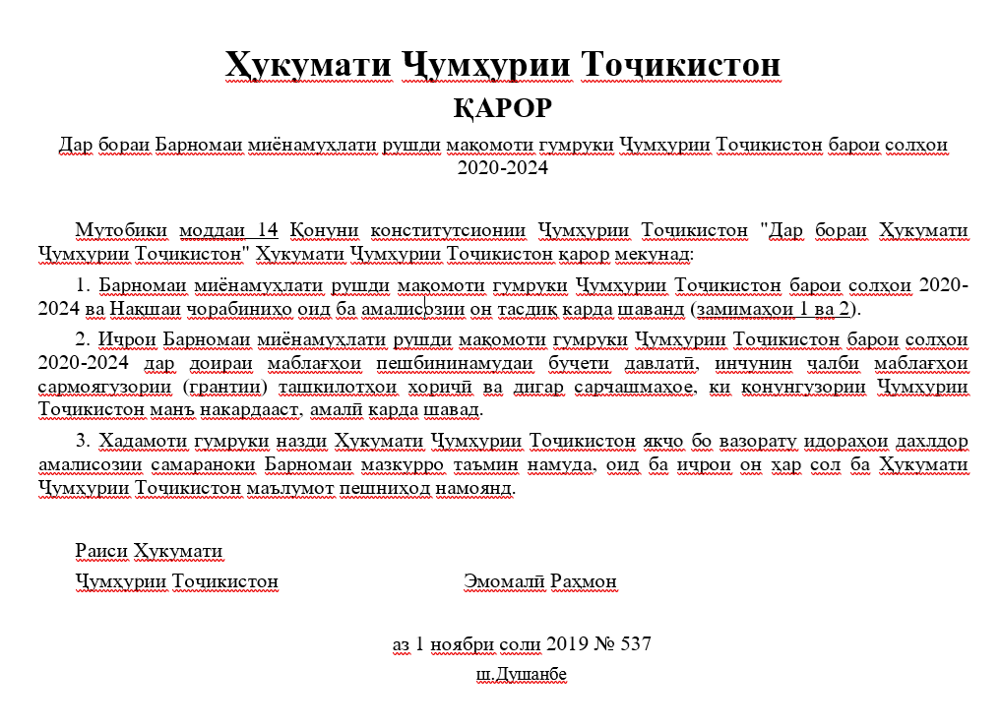 Ҳукумати Ҷумҳурии Тоҷикистон
ҚАРОР
Дар бораи Барномаи миёнамуҳлати рушди мақомоти гумруки Ҷумҳурии Тоҷикистон барои солҳои
2020-2024
Мутобики моддаи 14 Қонуни конститутсионии Ҷумҳурии Тоҷикистон "Дар бораи Ҳукумати
Ҷумҳурии Тоҷикистон" Ҳукумати Ҷумҳурии Тоҷикистон қарор мекунад:
1. Барномаи миёнамуҳлати рушди мақомоти гумруки Ҷумҳурии Тоҷикистон барои солҳои 2020-
2024 ва Нақшаи чорабиниҳо оид ба амалисозии он тасдиқ карда шаванд (замимаҳои 1 ва 2).
2. Иҷрои Барномаи миёнамуҳлати рушди мақомоти гумруки Ҷумҳурии Тоҷикистон барои солҳои
2020-2024 дар доираи маблағҳои пешбининамудаи буҷети давлатӣ, инчунин ҷалби маблағҳои
сармоягузории (грантии) ташкилотҳои хориҷӣ ва дигар сарчашмаҳое, ки қонунгузории Ҷумҳурии
Тоҷикистон манъ накардааст, амалӣ карда шавад.
3. Хадамоти гумруки назди Ҳукумати Ҷумҳурии Тоҷикистон якҷо бо вазорату идораҳои дахлдор
амалисозии самараноки Барномаи мазкурро таъмин намуда, оид ба иҷрои он ҳар сол ба Ҳукумати
Ҷумҳурии Тоҷикистон маълумот пешниҳод намоянд.
Раиси Ҳукумати
Ҷумҳурии Тоҷикистон Эмомалӣ Раҳмон
аз 1 ноябри соли 2019 № 537
ш.Душанбе